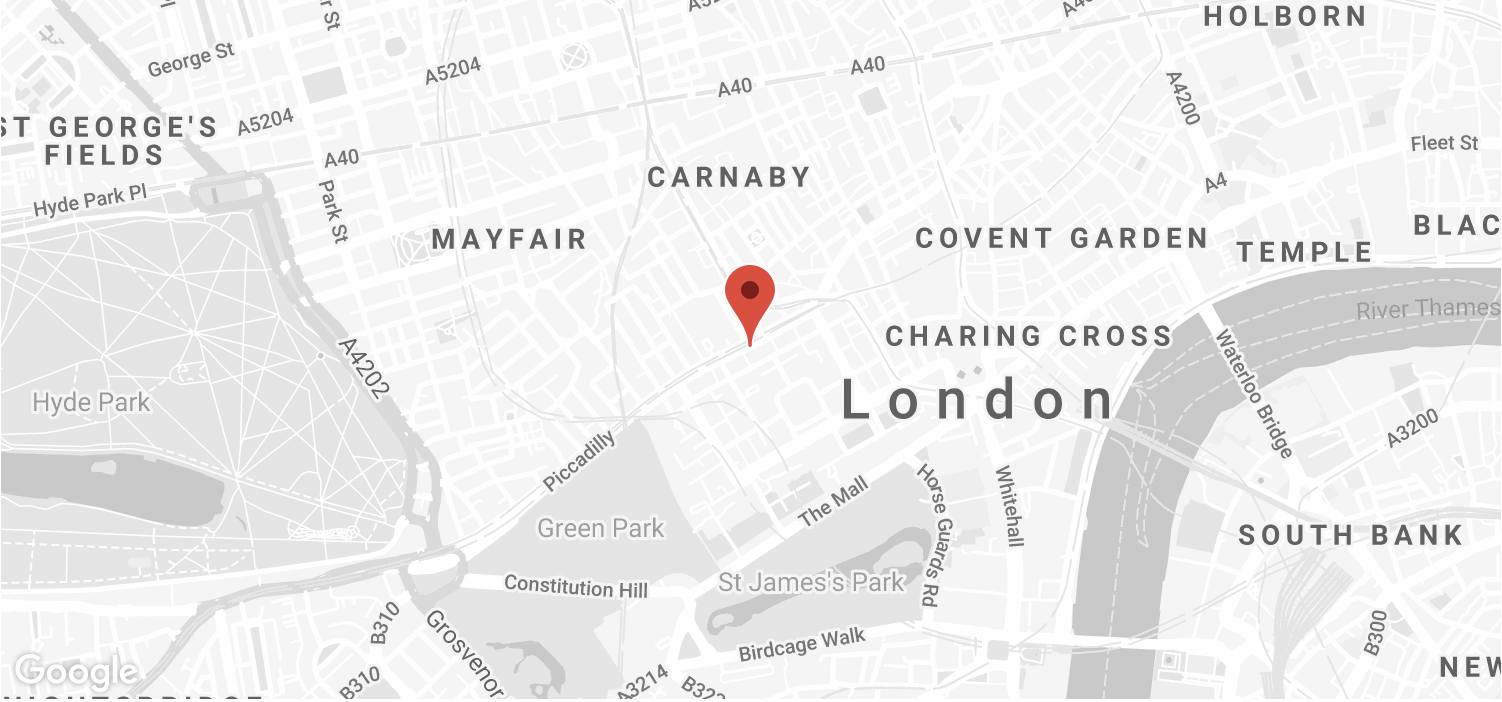 HOLBORN
George St
A5204
A40
A40
A4200
ST GEORGE'S
FIELDS
A5204
A40
Fleet St
CARNABY
Hyde Park Pl
Park St
A4
MAYFAIR
COVENT GARDEN
TEMPLE
BLAC
River Thames
CHARING CROSS
Waterloo Bridge
A4202
Hyde Park
London
A3200
Piccadilly
The Mall
Horse Guards Rd
Whitehall
Green Park
SOUTH BANK
Constitution Hill
St James's Park
B310
Grosvenor
Birdcage Walk
B300
Google
B310
A3214
NEW